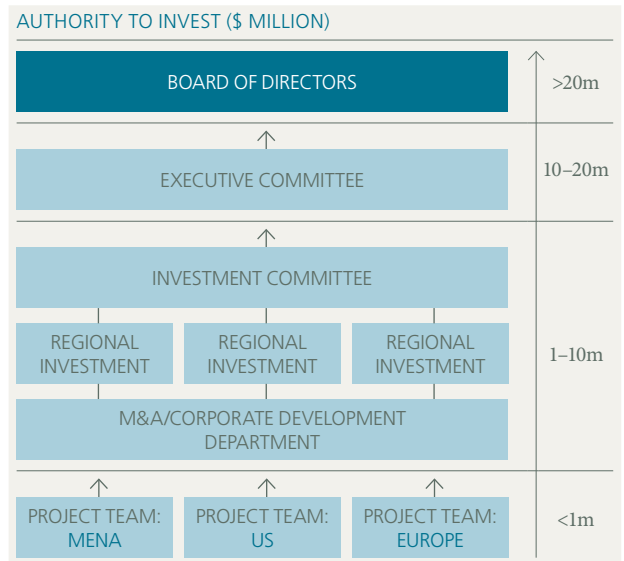 AUTHORITY TO INVEST ($ MILLION)
BOARD OF DIRECTORS
>20m
EXECUTIVE COMMITTEE
10–20m
INVESTMENT COMMITTEE
REGIONAL
INVESTMENT
REGIONAL
INVESTMENT
REGIONAL
INVESTMENT
1–10m
M&A/CORPORATE DEVELOPMENT
DEPARTMENT
PROJECT TEAM:
MENA
PROJECT TEAM:
US
PROJECT TEAM:
EUROPE
<1m